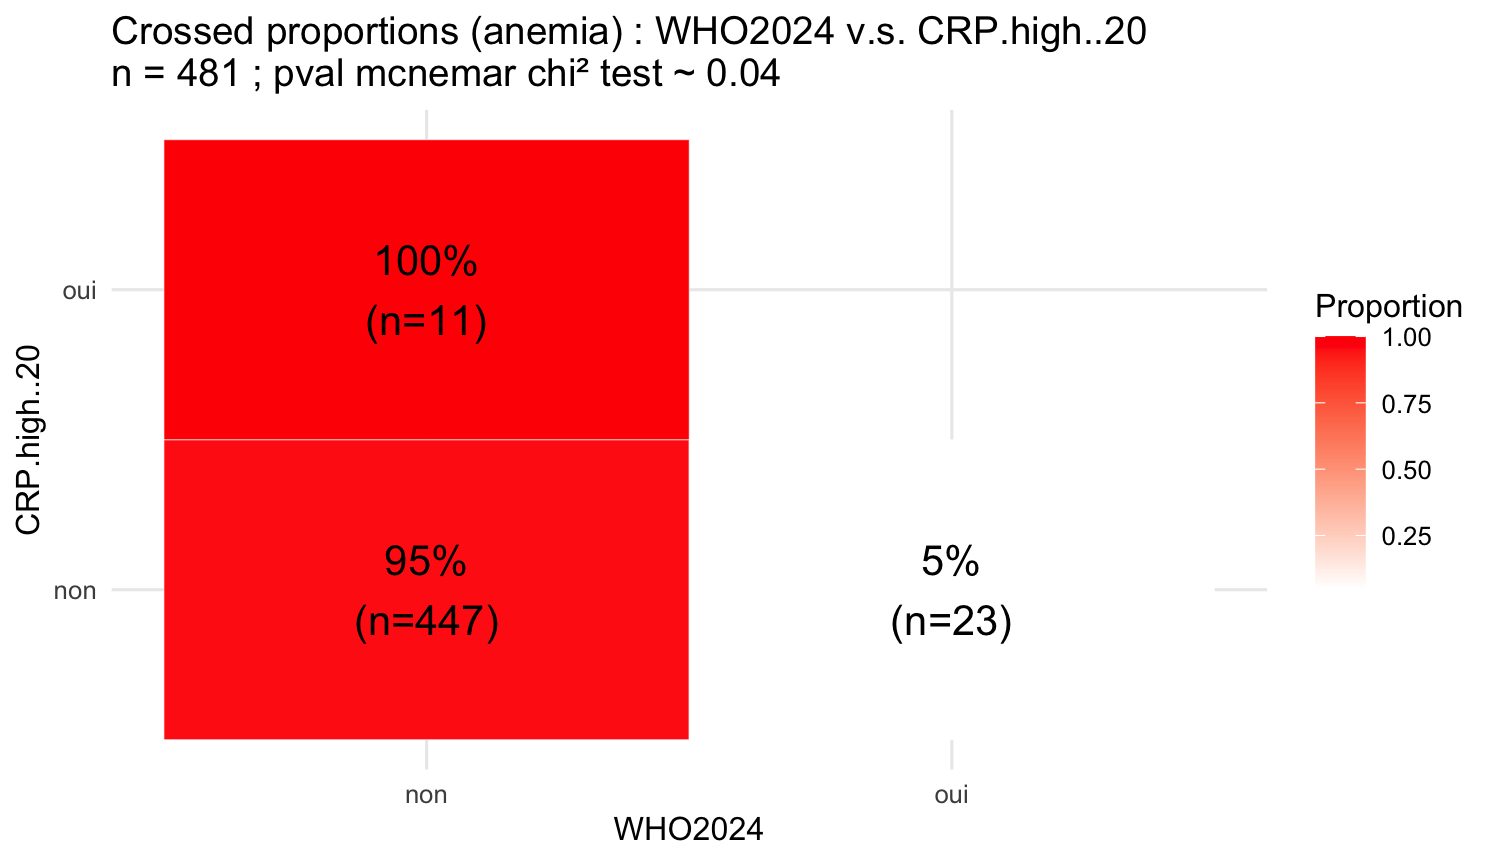 Crossed proportions (anemia) : WHO2024 v.s. CRP.high..20
n = 481 ; pval mcnemar chi² test ~ 0.04
CRP.high..20
oui
non
100%
(n=11)
95%
(n=447)
5%
(n=23)
non
oui
WHO2024
Proportion
1.00
0.75
0.50
0.25